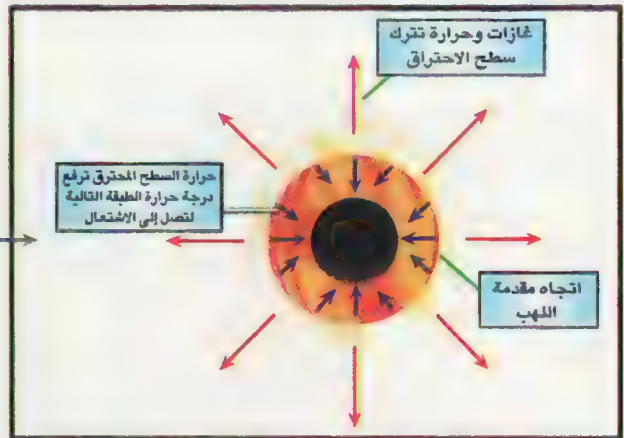 غازات وحرارة تترك
سطح الاحتراق
حرارة السطح المحترق ترفع
درجة حرارة الطبقة التالية
لتصل إلى الاشتعال
اتجاه مقدمة
اللهب